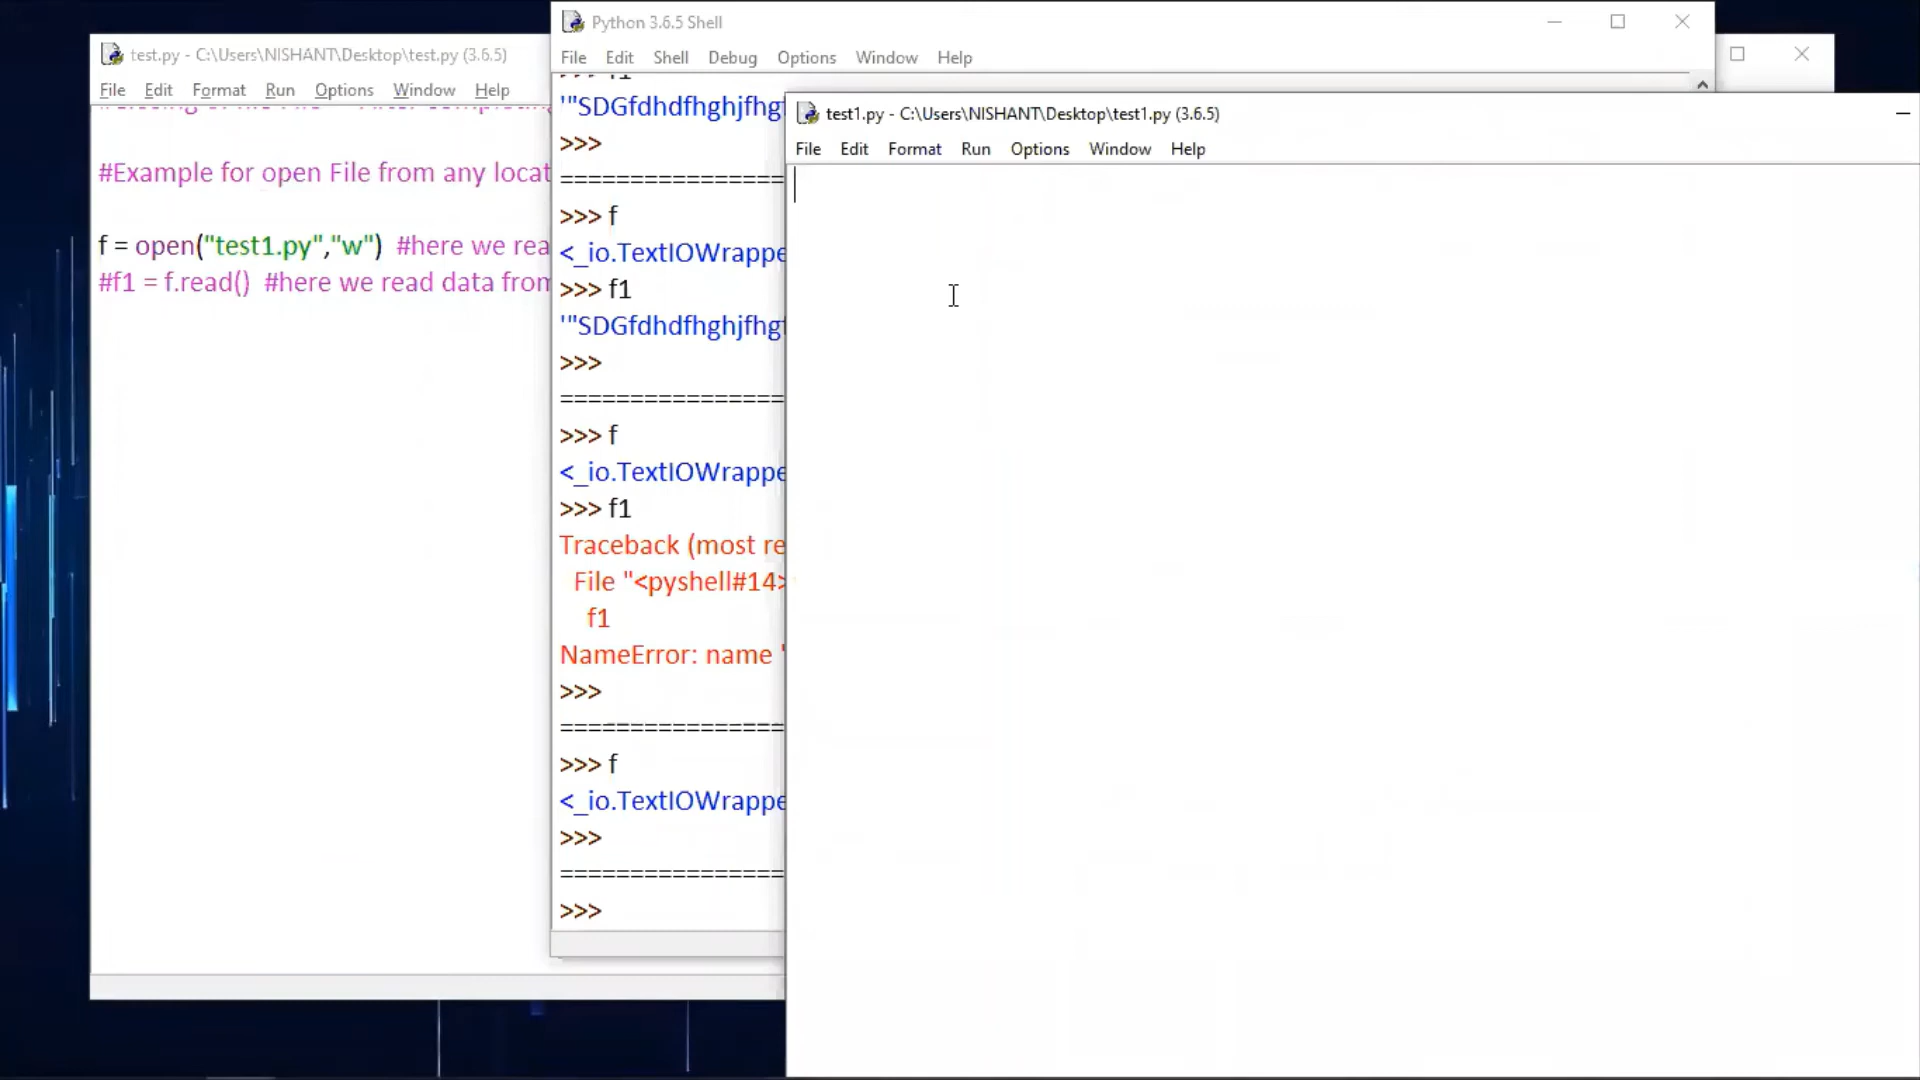 Python 3.6.5 Shell
File Edit Shell Debug Options Window Help
test.py - C:\Users\NISHANT\Desktop\test.py (3.6.5)
File Edit Format Run Options Window Help
#Example for open File from any locat
f = open("test1.py","w")  #here we rea
#f1 = f.read()  #here we read data from
>>> f1
'"SDGfdhdfhghjfhg
>>>
====================
>>> f
<_io.TextIOWrappe
>>> f1
'"SDGfdhdfhghjfhg
>>>
====================
>>> f
<_io.TextIOWrappe
>>> f1
Traceback (most re
File "<pyshell#14>
f1
NameError: name '
>>>
====================
>>> f
<_io.TextIOWrappe
>>>
====================
>>>
test1.py - C:\Users\NISHANT\Desktop\test1.py (3.6.5)
File Edit Format Run Options Window Help